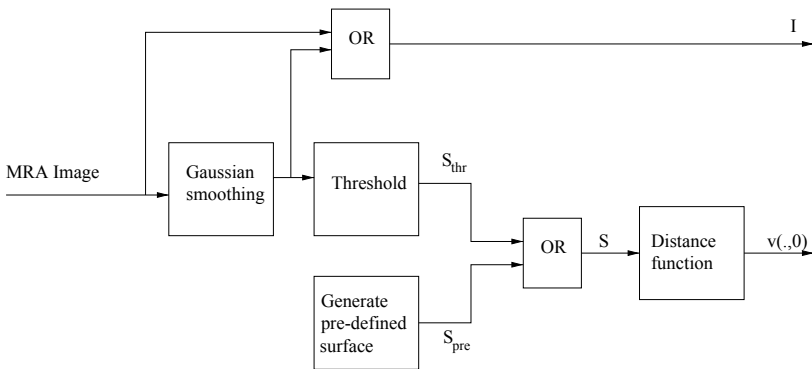 I
OR
MRA Image
Gaussian
smoothing
Threshold
S_thr
OR
S
Distance
function
v(.,0)
Generate
pre-defined
surface
S_pre